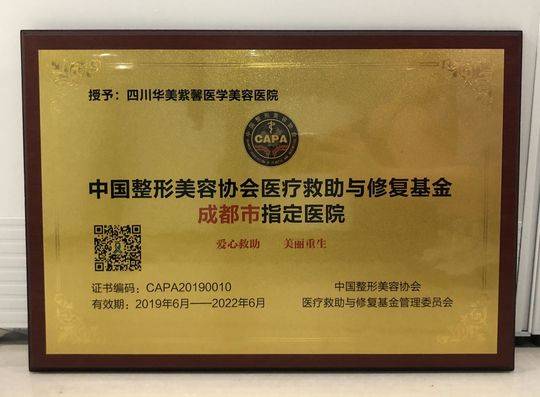 授予：四川华美紫馨医学美容医院
CAPA
中国整形美容协会医疗救助与修复基金
成都市指定医院
爱心救助 美丽重生
证书编码：CAPA20190010
有效期：2019年6月——2022年6月
中国整形美容协会
医疗救助与修复基金管理委员会